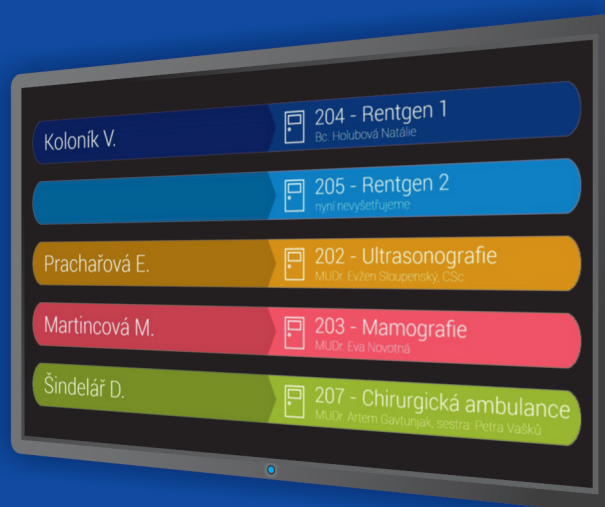 Koloník V.
204 - Rentgen 1
Bc. Holubová Natálie
205 - Rentgen 2
nyní nevyšetřujeme
Prachařová E.
202 - Ultrasonografie
MUDr. Evžen Sloupenský, CSc.
Martincová M.
203 - Mamografie
MUDr. Eva Novotná
Šindelář D.
207 - Chirurgická ambulance
MUDr. Artem Gavtunjak, sestra: Petra Vašků